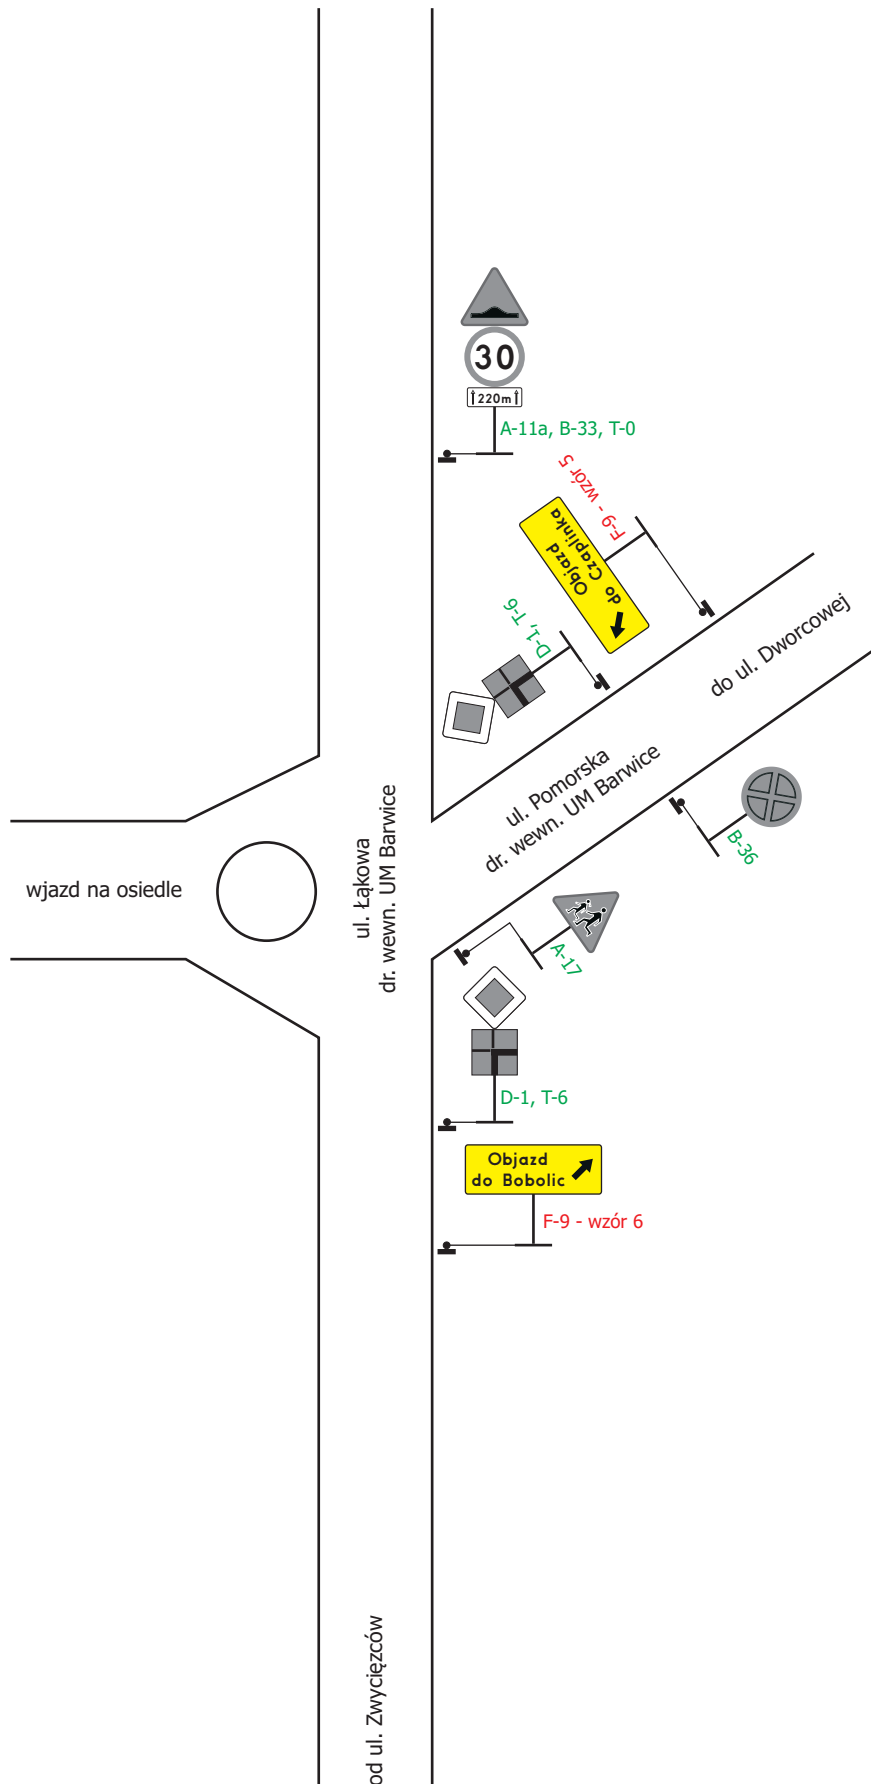 30
220m
A-11a, B-33, T-0
F-9 - wzór 5
Objazd
do Czaplinka
D-1, T-6
do ul. Dworcowej
ul. Pomorska
dr. wewn. UM Barwice
B-36
wjazd na osiedle
ul. Łąkowa
dr. wewn. UM Barwice
A-17
D-1, T-6
Objazd
do Bobolic
F-9 - wzór 6
od ul. Zwycięzców